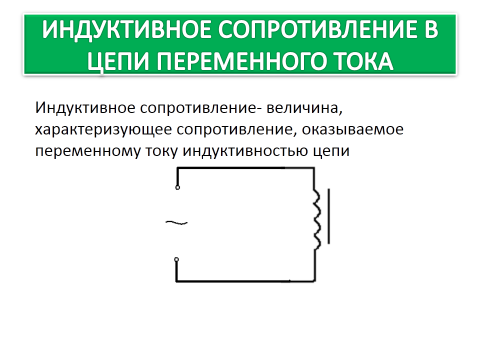 ИНДУКТИВНОЕ СОПРОТИВЛЕНИЕ В
ЦЕПИ ПЕРЕМЕННОГО ТОКА
Индуктивное сопротивление- величина,
характеризующее сопротивление, оказываемое
переменному току индуктивностью цепи